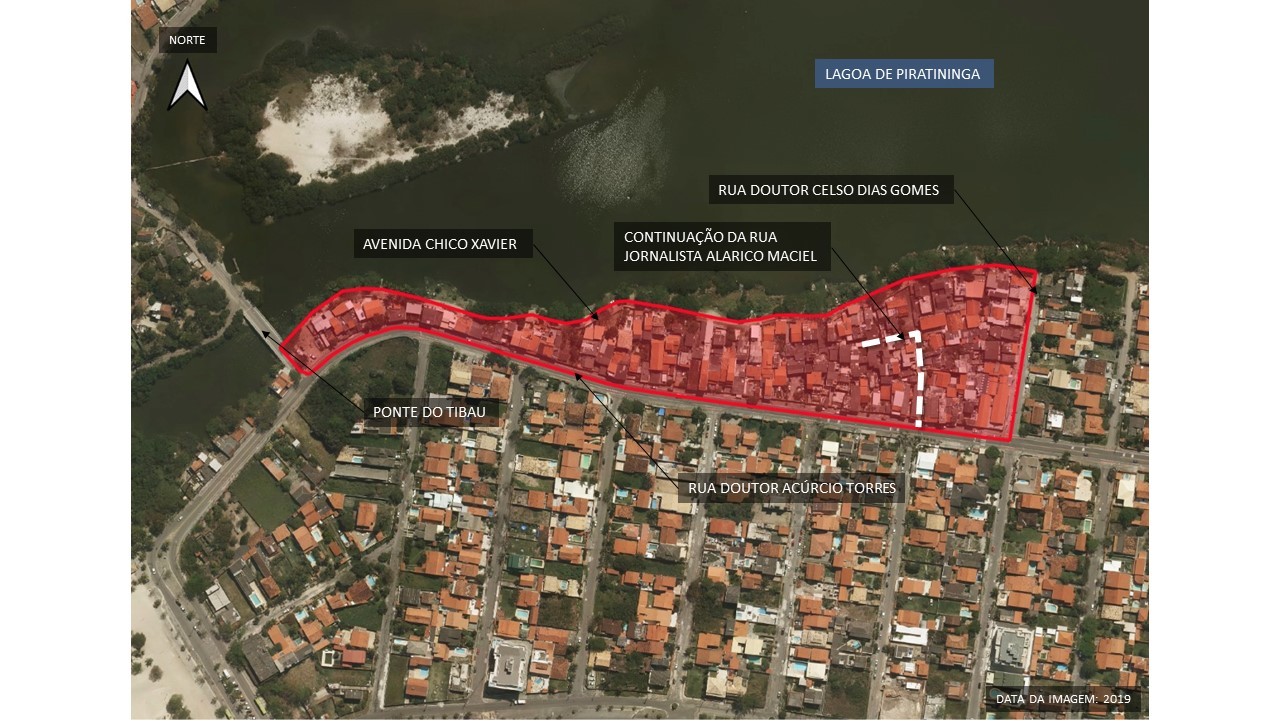 NORTE
LAGOA DE PIRATININGA
RUA DOUTOR CELSO DIAS GOMES
AVENIDA CHICO XAVIER
CONTINUAÇÃO DA RUA
JORNALISTA ALARICO MACIEL
PONTE DO TIBAU
RUA DOUTOR ACÚRCIO TORRES
DATA DA IMAGEM: 2019